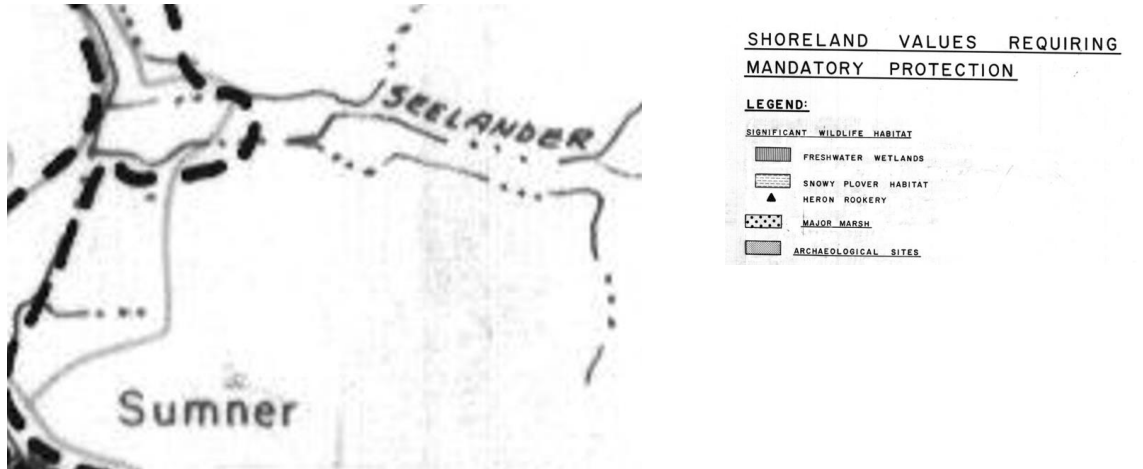 SEELANDER
Sumner
SHORELAND VALUES REQUIRING
MANDATORY PROTECTION
LEGEND:
SIGNIFICANT WILDLIFE HABITAT
FRESHWATER WETLANDS
SNOWY PLOVER HABITAT
HERON ROOKERY
MAJOR MARSH
ARCHAEOLOGICAL SITES